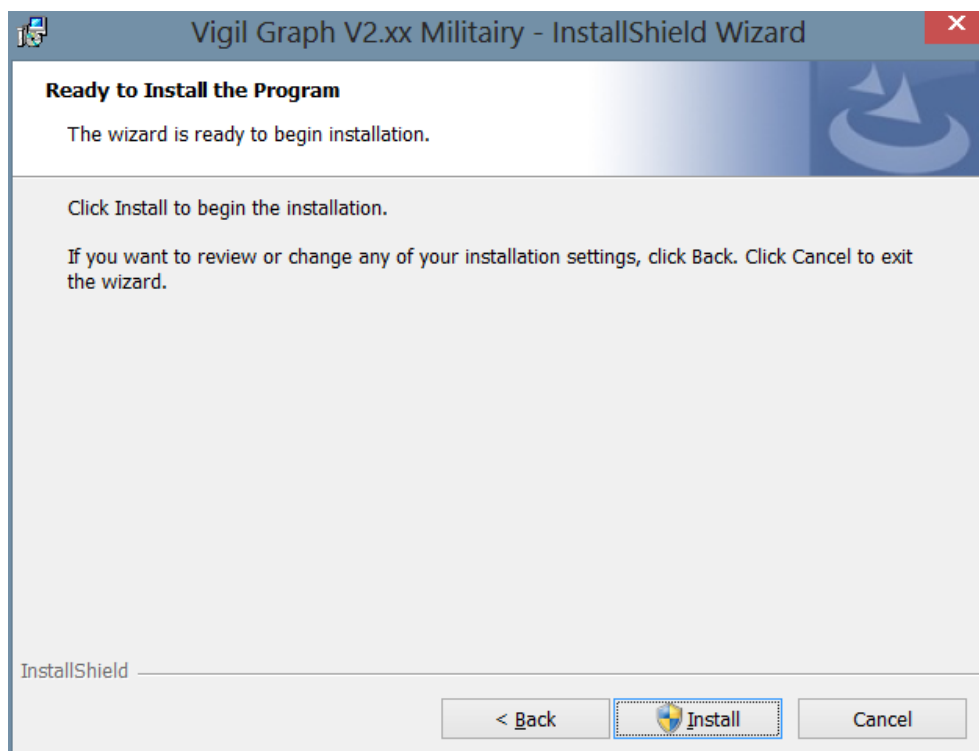 Vigil Graph V2.xx Militairy - InstallShield Wizard
Ready to Install the Program
The wizard is ready to begin installation.
Click Install to begin the installation.
If you want to review or change any of your installation settings, click Back. Click Cancel to exit
the wizard.
InstallShield
< Back
Install
Cancel